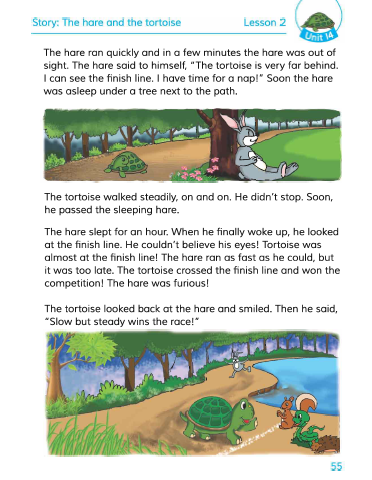 Story: The hare and the tortoise
Lesson 2
Unit 14
The hare ran quickly and in a few minutes the hare was out of
sight. The hare said to himself, “The tortoise is very far behind.
I can see the finish line. I have time for a nap!” Soon the hare
was asleep under a tree next to the path.
The tortoise walked steadily, on and on. He didn’t stop. Soon,
he passed the sleeping hare.
The hare slept for an hour. When he finally woke up, he looked
at the finish line. He couldn’t believe his eyes! Tortoise was
almost at the finish line! The hare ran as fast as he could, but
it was too late. The tortoise crossed the finish line and won the
competition! The hare was furious!
The tortoise looked back at the hare and smiled. Then he said,
“Slow but steady wins the race!”
55